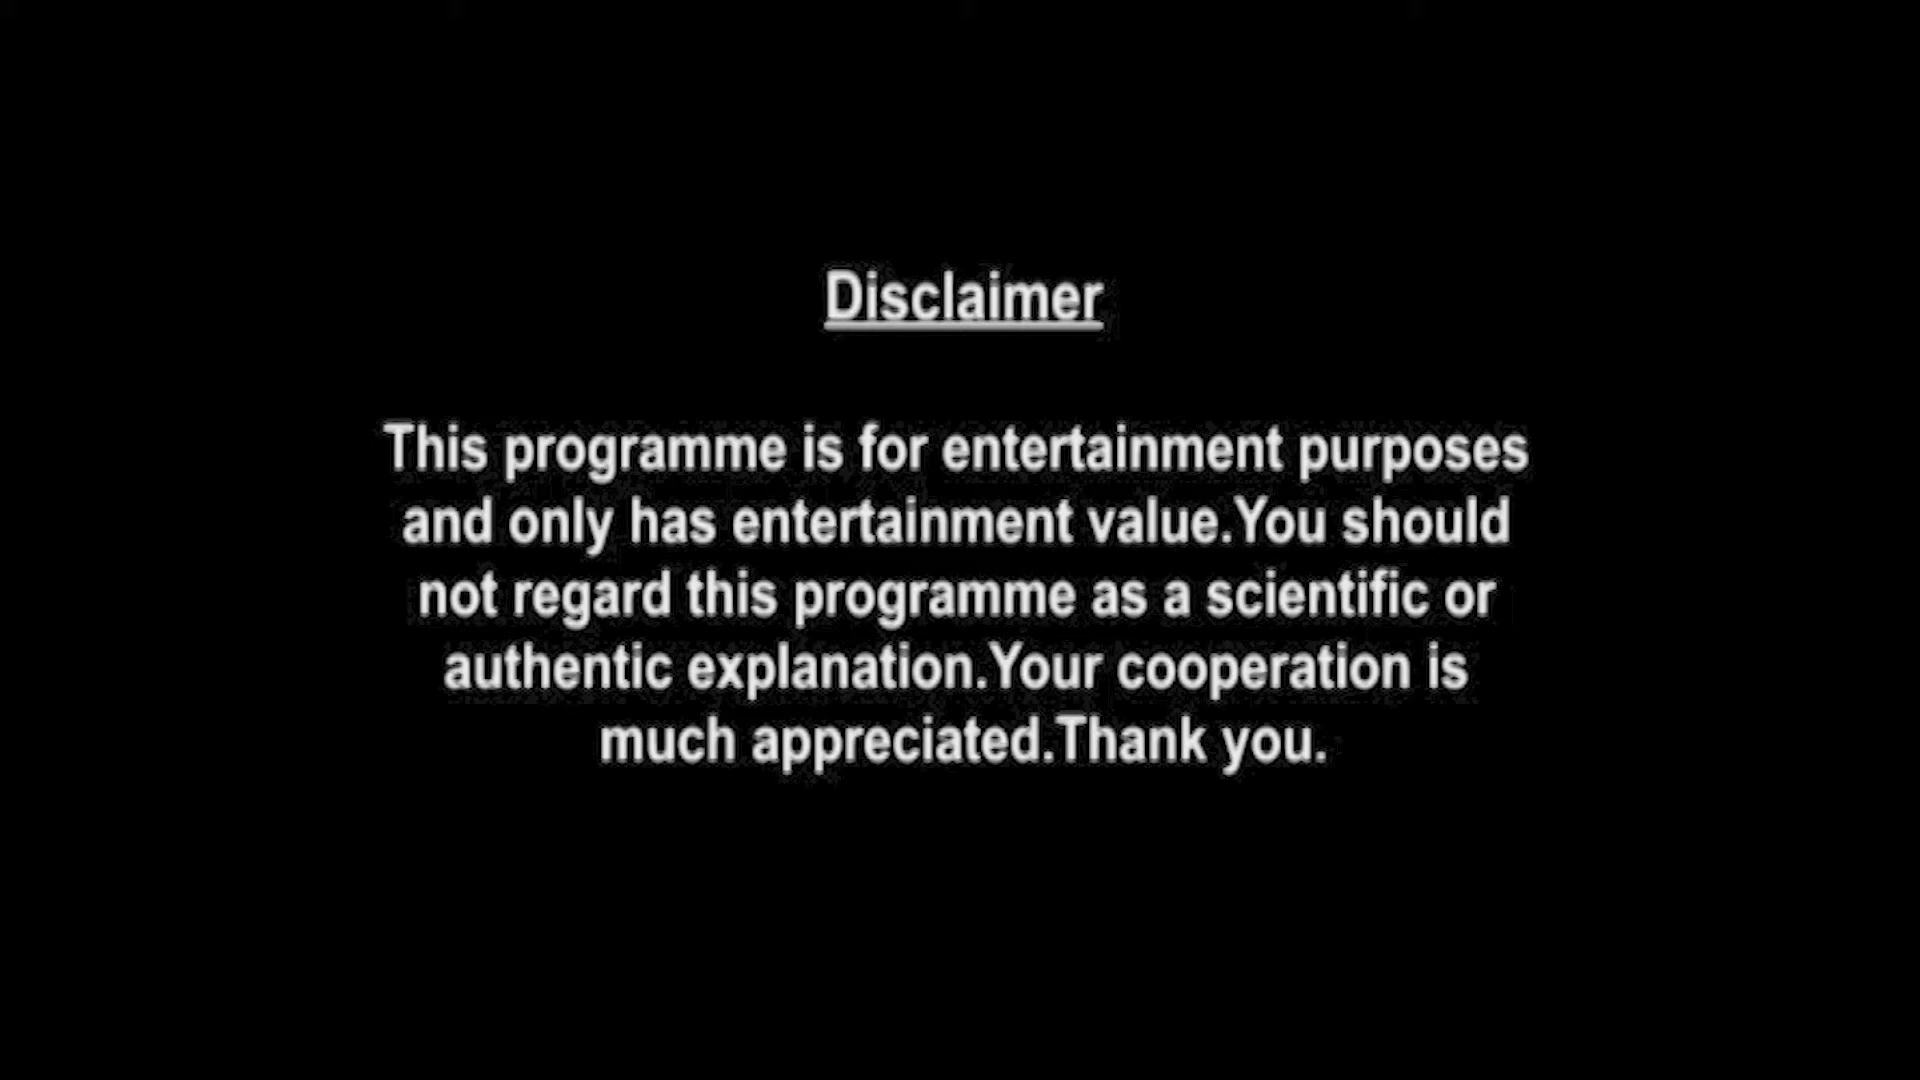 Disclaimer
This programme is for entertainment purposes
and only has entertainment value.You should
not regard this programme as a scientific or
authentic explanation.Your cooperation is
much appreciated.Thank you.